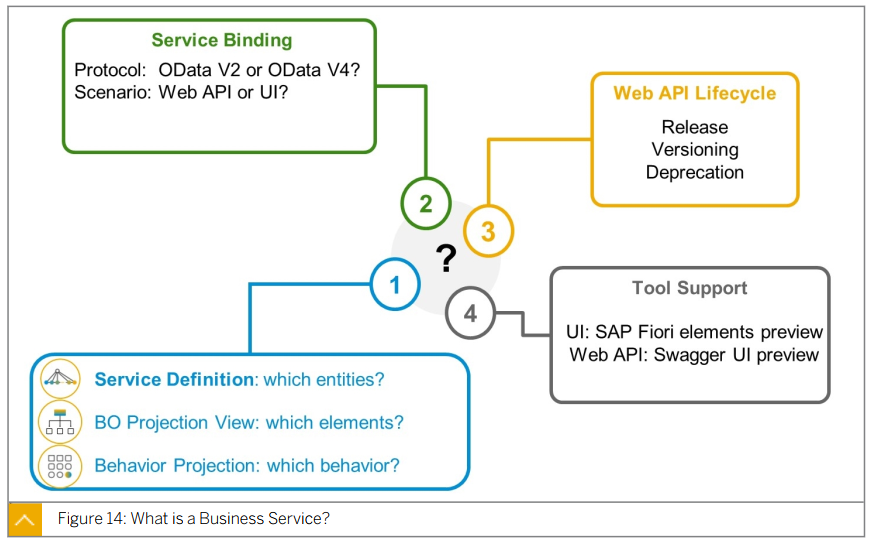 Service Binding
Protocol: OData V2 or OData V4?
Scenario: Web API or UI?
Web API Lifecycle
Release
Versioning
Deprecation
2
3
?
1
4
Tool Support
UI: SAP Fiori elements preview
Web API: Swagger UI preview
Service Definition: which entities?
BO Projection View: which elements?
Behavior Projection: which behavior?
Figure 14: What is a Business Service?